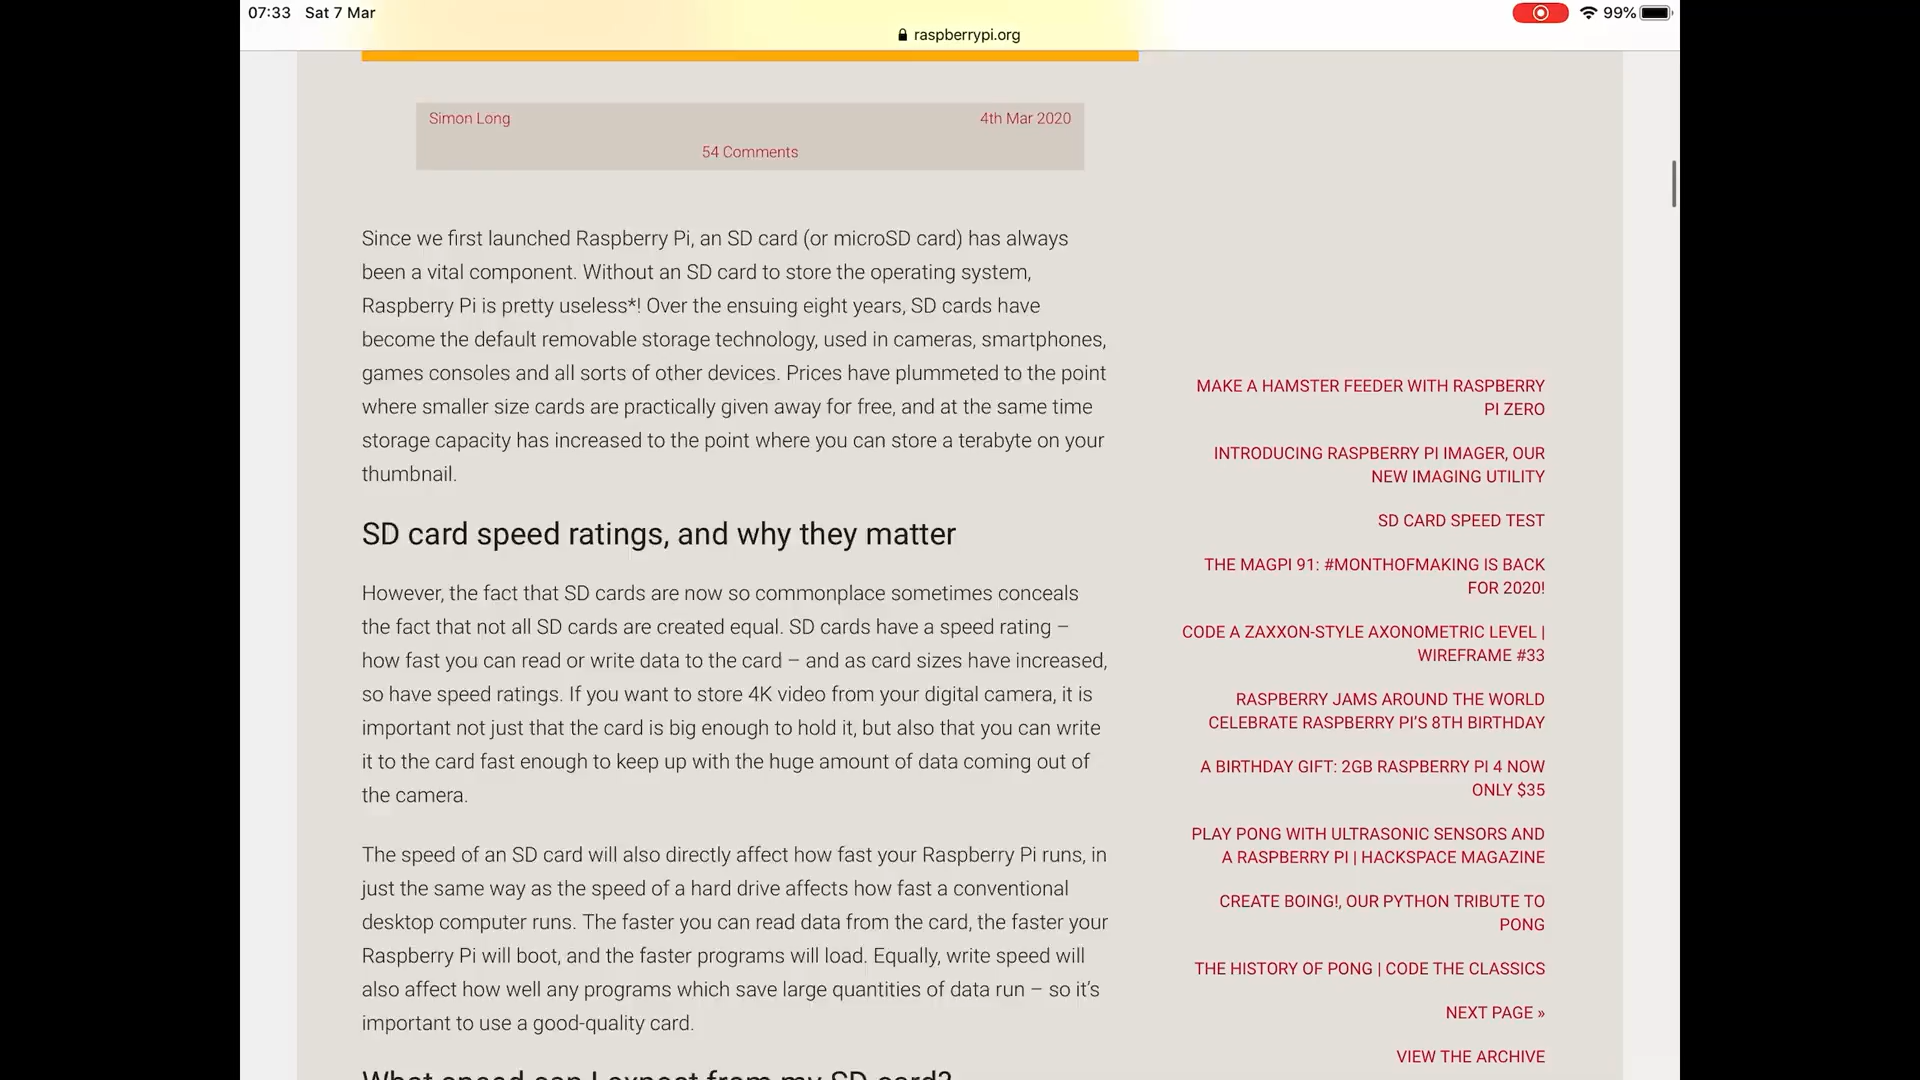 07:33 Sat 7 Mar
99%
raspberrypi.org
Simon Long
4th Mar 2020
54 Comments
Since we first launched Raspberry Pi, an SD card (or microSD card) has always
been a vital component. Without an SD card to store the operating system,
Raspberry Pi is pretty useless*! Over the ensuing eight years, SD cards have
become the default removable storage technology, used in cameras, smartphones,
games consoles and all sorts of other devices. Prices have plummeted to the point
where smaller size cards are practically given away for free, and at the same time
storage capacity has increased to the point where you can store a terabyte on your
thumbnail.
SD card speed ratings, and why they matter
However, the fact that SD cards are now so commonplace sometimes conceals
the fact that not all SD cards are created equal. SD cards have a speed rating –
how fast you can read or write data to the card – and as card sizes have increased,
so have speed ratings. If you want to store 4K video from your digital camera, it is
important not just that the card is big enough to hold it, but also that you can write
it to the card fast enough to keep up with the huge amount of data coming out of
the camera.
The speed of an SD card will also directly affect how fast your Raspberry Pi runs, in
just the same way as the speed of a hard drive affects how fast a conventional
desktop computer runs. The faster you can read data from the card, the faster your
Raspberry Pi will boot, and the faster programs will load. Equally, write speed will
also affect how well any programs which save large quantities of data run – so it's
important to use a good-quality card.
What speed can I expect from my SD card?
MAKE A HAMSTER FEEDER WITH RASPBERRY
PI ZERO
INTRODUCING RASPBERRY PI IMAGER, OUR
NEW IMAGING UTILITY
SD CARD SPEED TEST
THE MAGPI 91: #MONTHOFMAKING IS BACK
FOR 2020!
CODE A ZAXXON-STYLE AXONOMETRIC LEVEL |
WIREFRAME #33
RASPBERRY JAMS AROUND THE WORLD
CELEBRATE RASPBERRY PI'S 8TH BIRTHDAY
A BIRTHDAY GIFT: 2GB RASPBERRY PI 4 NOW
ONLY $35
PLAY PONG WITH ULTRASONIC SENSORS AND
A RASPBERRY PI | HACKSPACE MAGAZINE
CREATE BOING!, OUR PYTHON TRIBUTE TO
PONG
THE HISTORY OF PONG | CODE THE CLASSICS
NEXT PAGE »
VIEW THE ARCHIVE